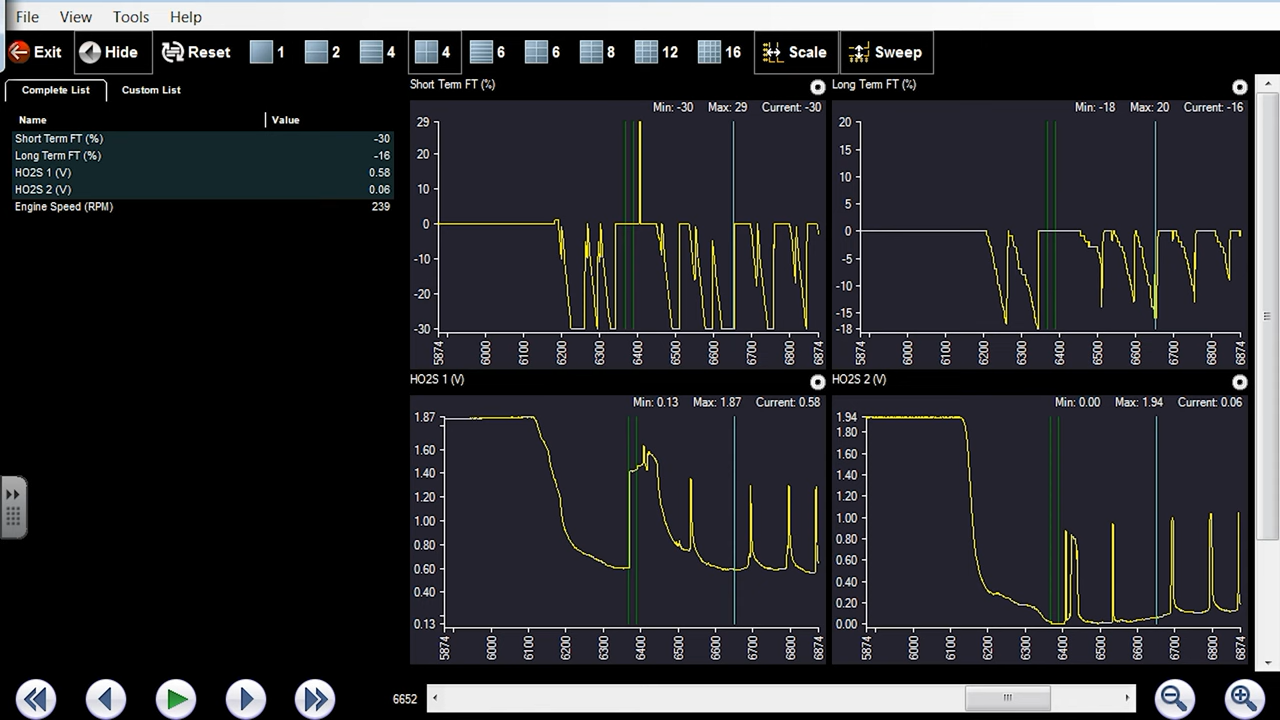 File View Tools Help
Exit Hide Reset 1 2 4 4 6 6 8 12 16 Scale Sweep
Complete List Custom List
Name Value
Short Term FT (%) -30
Long Term FT (%) -16
HO2S 1 (V) 0.58
HO2S 2 (V) 0.06
Engine Speed (RPM) 239
Short Term FT (%)
Min: -30 Max: 29 Current: -30
29
20
10
0
-10
-20
-30
5874 6000 6100 6200 6300 6400 6500 6600 6700 6800 6874
Long Term FT (%)
Min: -18 Max: 20 Current: -16
20
15
10
5
0
-5
-10
-15
-18
5874 6000 6100 6200 6300 6400 6500 6600 6700 6800 6874
HO2S 1 (V)
Min: 0.13 Max: 1.87 Current: 0.58
1.87
1.60
1.40
1.20
1.00
0.80
0.60
0.40
0.13
5874 6000 6100 6200 6300 6400 6500 6600 6700 6800 6874
HO2S 2 (V)
Min: 0.00 Max: 1.94 Current: 0.06
1.94
1.80
1.60
1.40
1.20
1.00
0.80
0.60
0.40
0.20
0.00
5874 6000 6100 6200 6300 6400 6500 6600 6700 6800 6874
6652